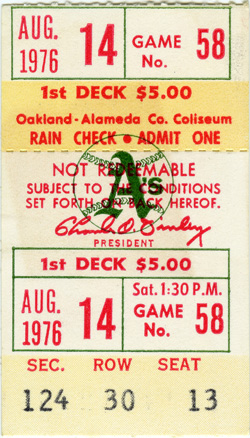 AUG. 14 GAME 58
1976 No.
1st DECK $5.00
Oakland-Alameda Co. Coliseum
RAIN CHECK • ADMIT ONE
NOT REDEEMABLE
SUBJECT TO THE CONDITIONS
SET FORTH ON BACK HEREOF.
A's
Charles O. Finley
PRESIDENT
1st DECK $5.00
Sat. 1:30 P.M.
AUG. 14 GAME 58
1976 No.
SEC. ROW SEAT
124 30 13